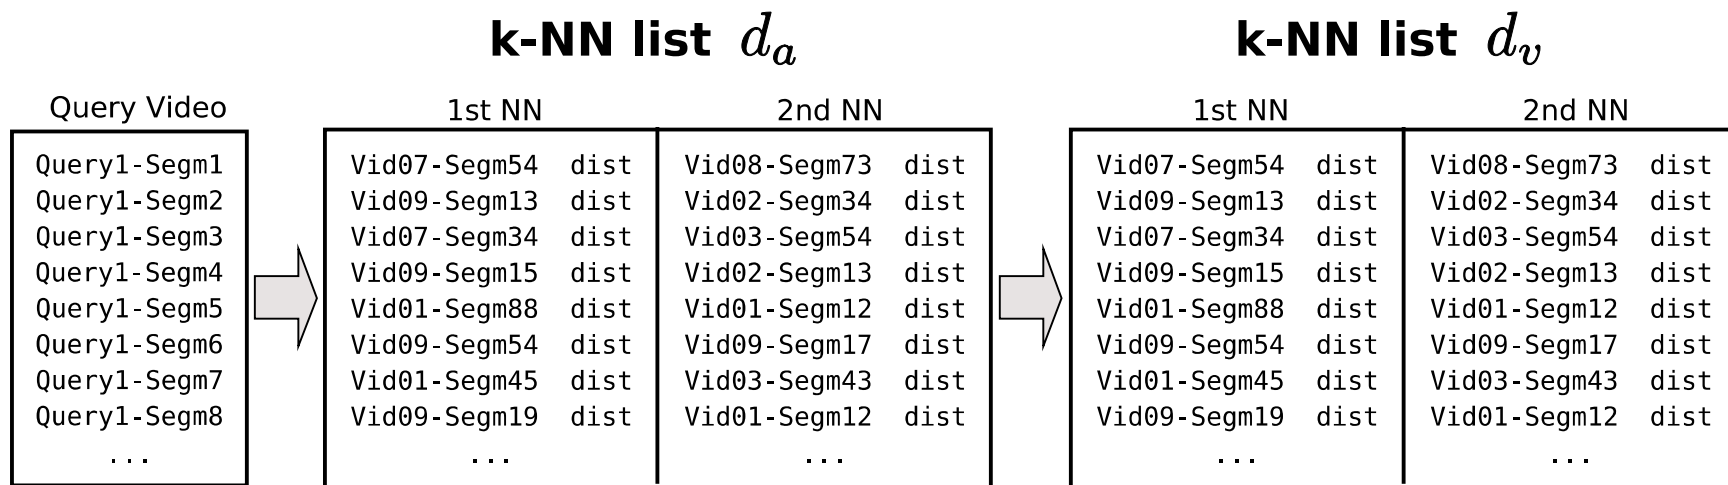 k-NN list d_a k-NN list d_v
Query Video 1st NN 2nd NN 1st NN 2nd NN
Query1-Segm1 Vid07-Segm54 dist Vid08-Segm73 dist Vid07-Segm54 dist Vid08-Segm73 dist
Query1-Segm2 Vid09-Segm13 dist Vid02-Segm34 dist Vid09-Segm13 dist Vid02-Segm34 dist
Query1-Segm3 Vid07-Segm34 dist Vid03-Segm54 dist Vid07-Segm34 dist Vid03-Segm54 dist
Query1-Segm4 Vid09-Segm15 dist Vid02-Segm13 dist Vid09-Segm15 dist Vid02-Segm13 dist
Query1-Segm5 Vid01-Segm88 dist Vid01-Segm12 dist Vid01-Segm88 dist Vid01-Segm12 dist
Query1-Segm6 Vid09-Segm54 dist Vid09-Segm17 dist Vid09-Segm54 dist Vid09-Segm17 dist
Query1-Segm7 Vid01-Segm45 dist Vid03-Segm43 dist Vid01-Segm45 dist Vid03-Segm43 dist
Query1-Segm8 Vid09-Segm19 dist Vid01-Segm12 dist Vid09-Segm19 dist Vid01-Segm12 dist
... ... ... ... ...